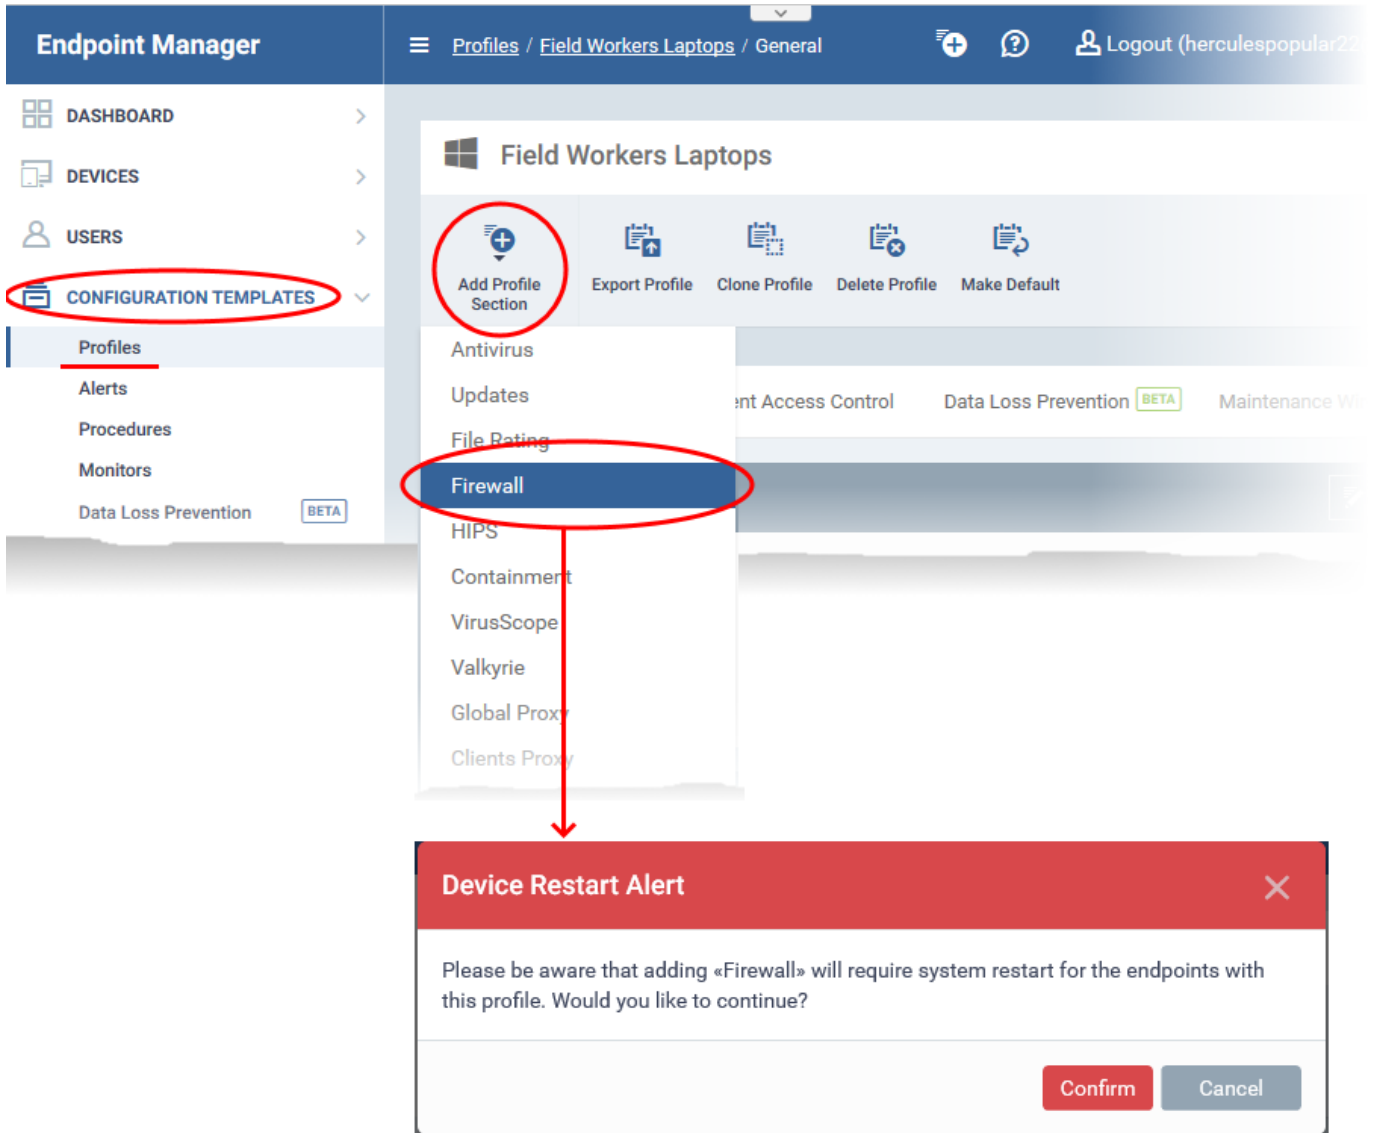 Endpoint Manager
Profiles / Field Workers Laptops / General
Logout (herculespopular22
DASHBOARD
DEVICES
USERS
CONFIGURATION TEMPLATES
Profiles
Alerts
Procedures
Monitors
Data Loss Prevention BETA
Field Workers Laptops
Add Profile
Section
Export Profile
Clone Profile
Delete Profile
Make Default
Antivirus
Updates
File Rating
Firewall
HIPS
Containment
VirusScope
Valkyrie
Global Proxy
Clients Proxy
ent Access Control
Data Loss Prevention BETA
Maintenance Wi
Device Restart Alert
Please be aware that adding «Firewall» will require system restart for the endpoints with
this profile. Would you like to continue?
Confirm
Cancel